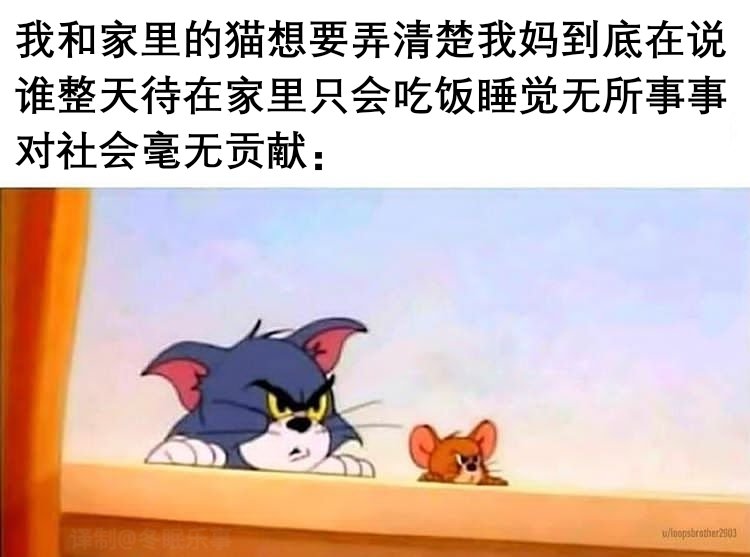 我和家里的猫想要弄清楚我妈到底在说
谁整天待在家里只会吃饭睡觉无所事事
对社会毫无贡献：
译制@冬眠乐事
u/loopsbrother2903